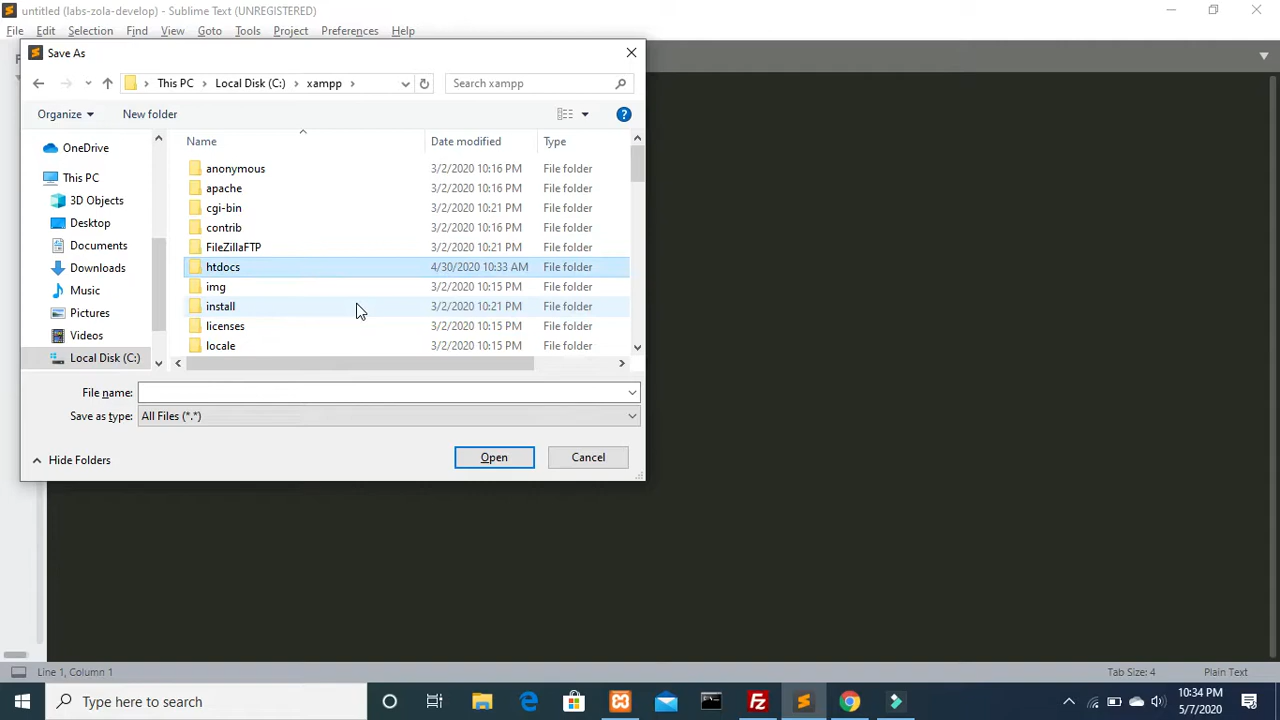 untitled (labs-zola-develop) - Sublime Text (UNREGISTERED)
File Edit Selection Find View Goto Tools Project Preferences Help
Save As
This PC Local Disk (C:) xampp
Search xampp
Organize New folder
Name Date modified Type
OneDrive
This PC
3D Objects
Desktop
Documents
Downloads
Music
Pictures
Videos
Local Disk (C:)
anonymous 3/2/2020 10:16 PM File folder
apache 3/2/2020 10:16 PM File folder
cgi-bin 3/2/2020 10:21 PM File folder
contrib 3/2/2020 10:16 PM File folder
FileZillaFTP 3/2/2020 10:21 PM File folder
htdocs 4/30/2020 10:33 AM File folder
img 3/2/2020 10:15 PM File folder
install 3/2/2020 10:21 PM File folder
licenses 3/2/2020 10:15 PM File folder
locale 3/2/2020 10:15 PM File folder
File name:
Save as type: All Files (*.*)
Hide Folders
Open Cancel
Line 1, Column 1
Tab Size: 4 Plain Text
Type here to search
10:34 PM
5/7/2020